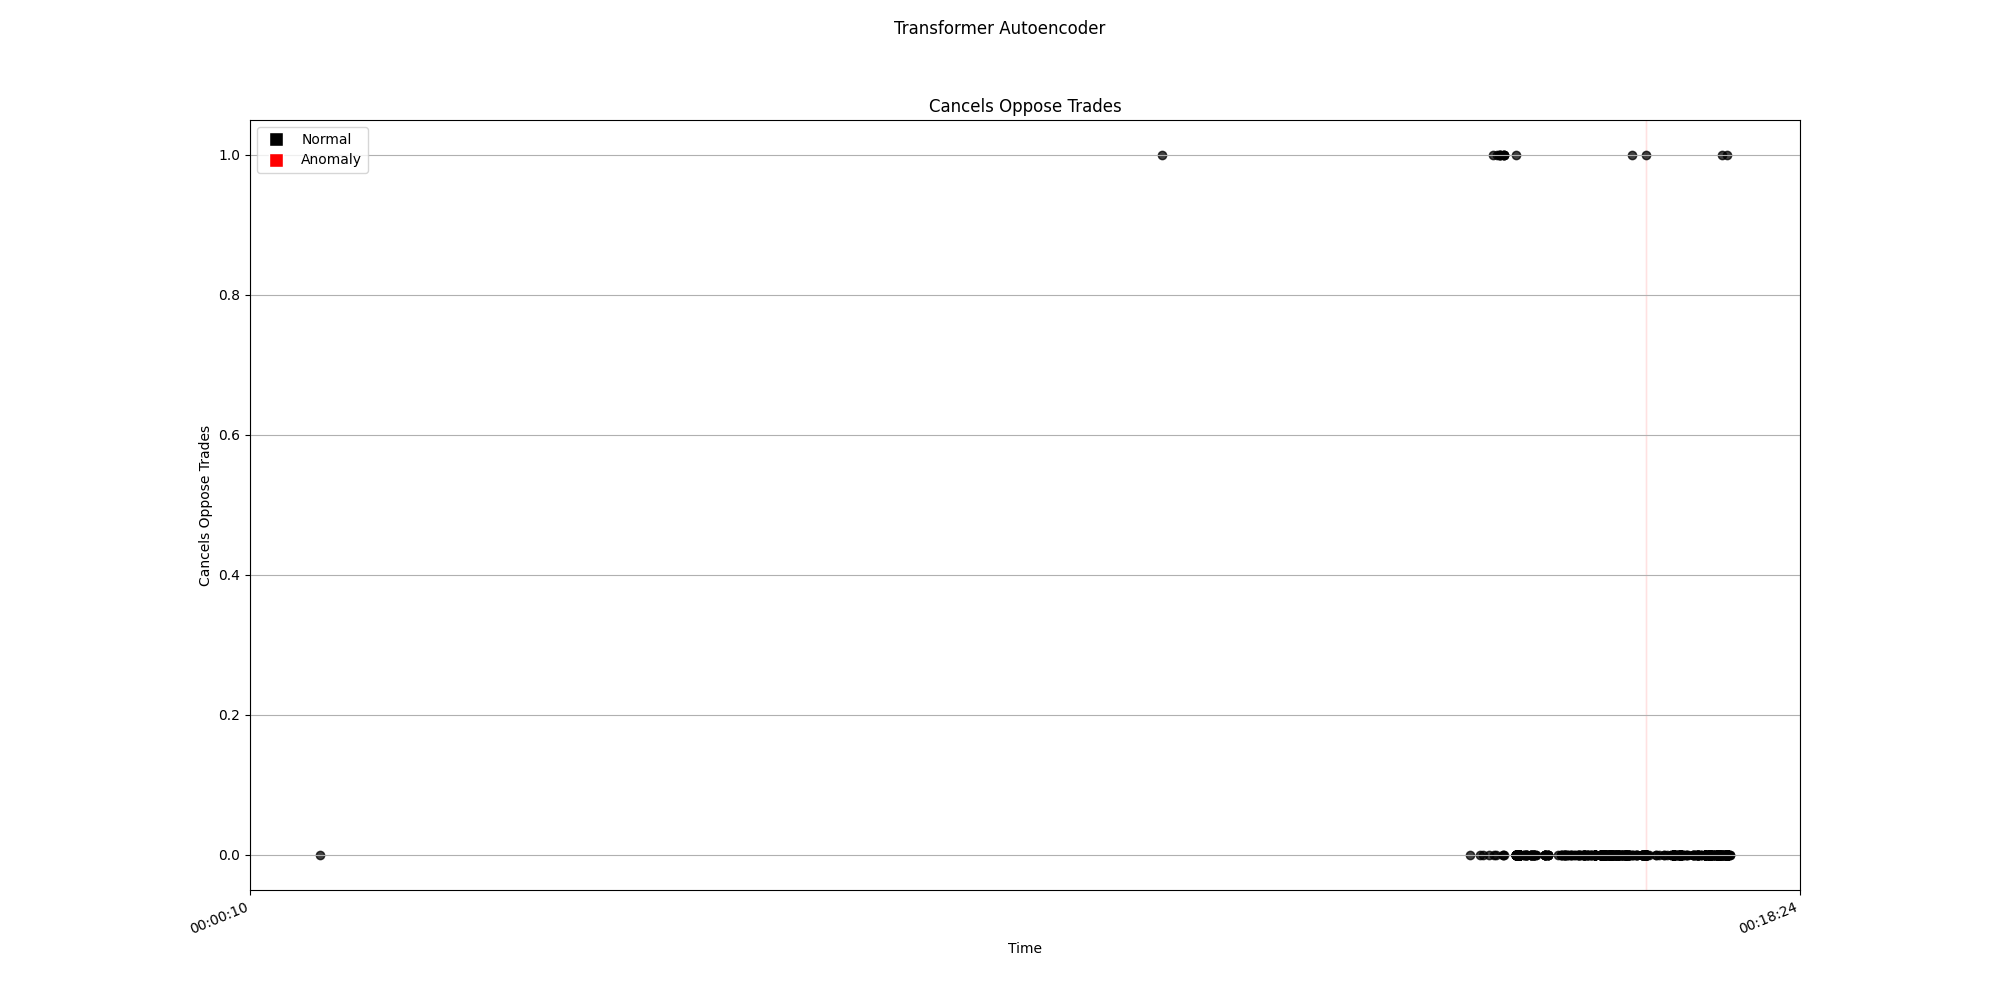 Transformer Autoencoder
Cancels Oppose Trades
Normal
Anomaly
1.0
0.8
0.6
0.4
0.2
0.0
Cancels Oppose Trades
00:00:10
00:18:24
Time